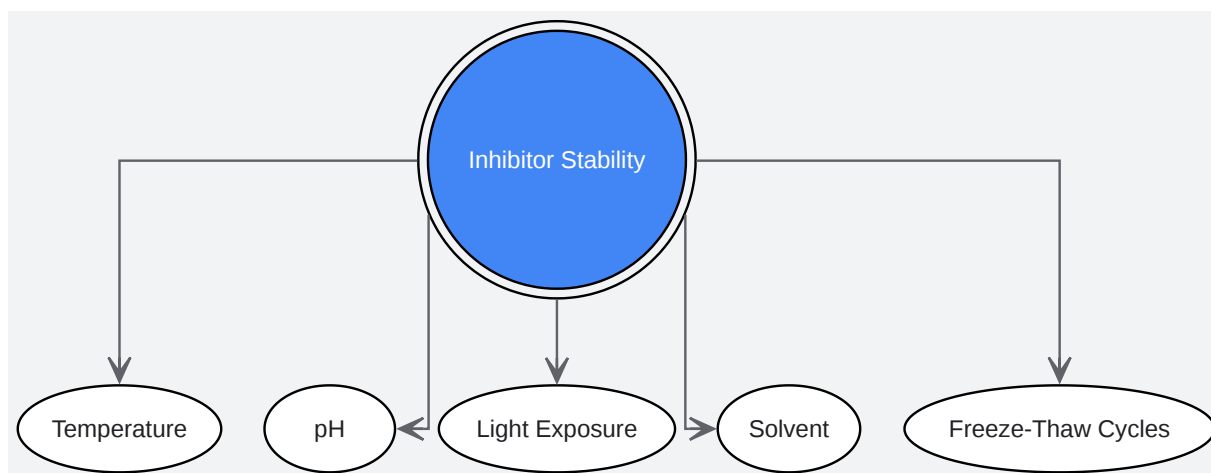 Inhibitor Stability
Temperature
pH
Light Exposure
Solvent
Freeze-Thaw Cycles